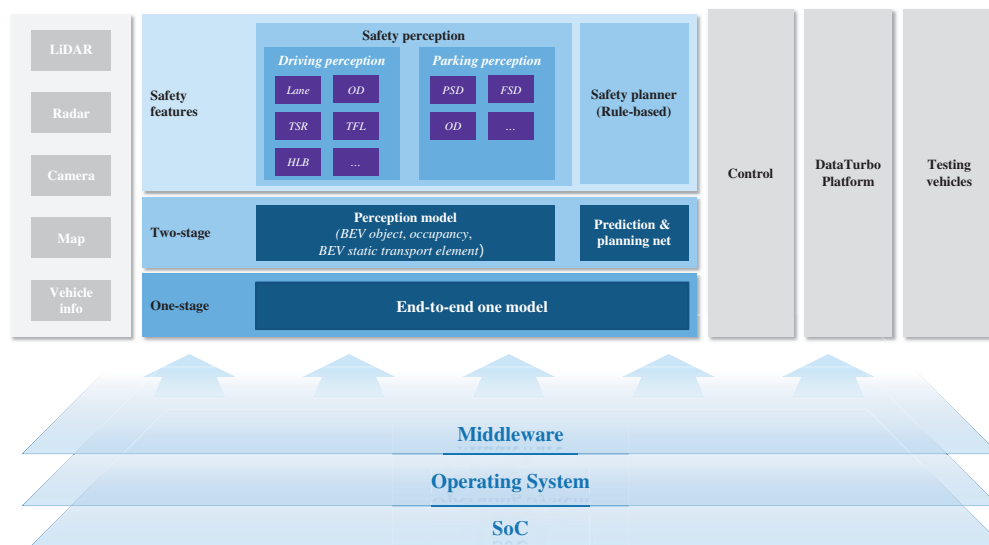 LiDAR
Radar
Camera
Map
Vehicle
info
Safety
features
Safety perception
Driving perception
Lane
OD
TSR
TFL
HLB
...
Parking perception
PSD
FSD
OD
...
Safety planner
(Rule-based)
Two-stage
Perception model
(BEV object, occupancy,
BEV static transport element)
Prediction &
planning net
One-stage
End-to-end one model
Control
DataTurbo
Platform
Testing
vehicles
Middleware
Operating System
SoC